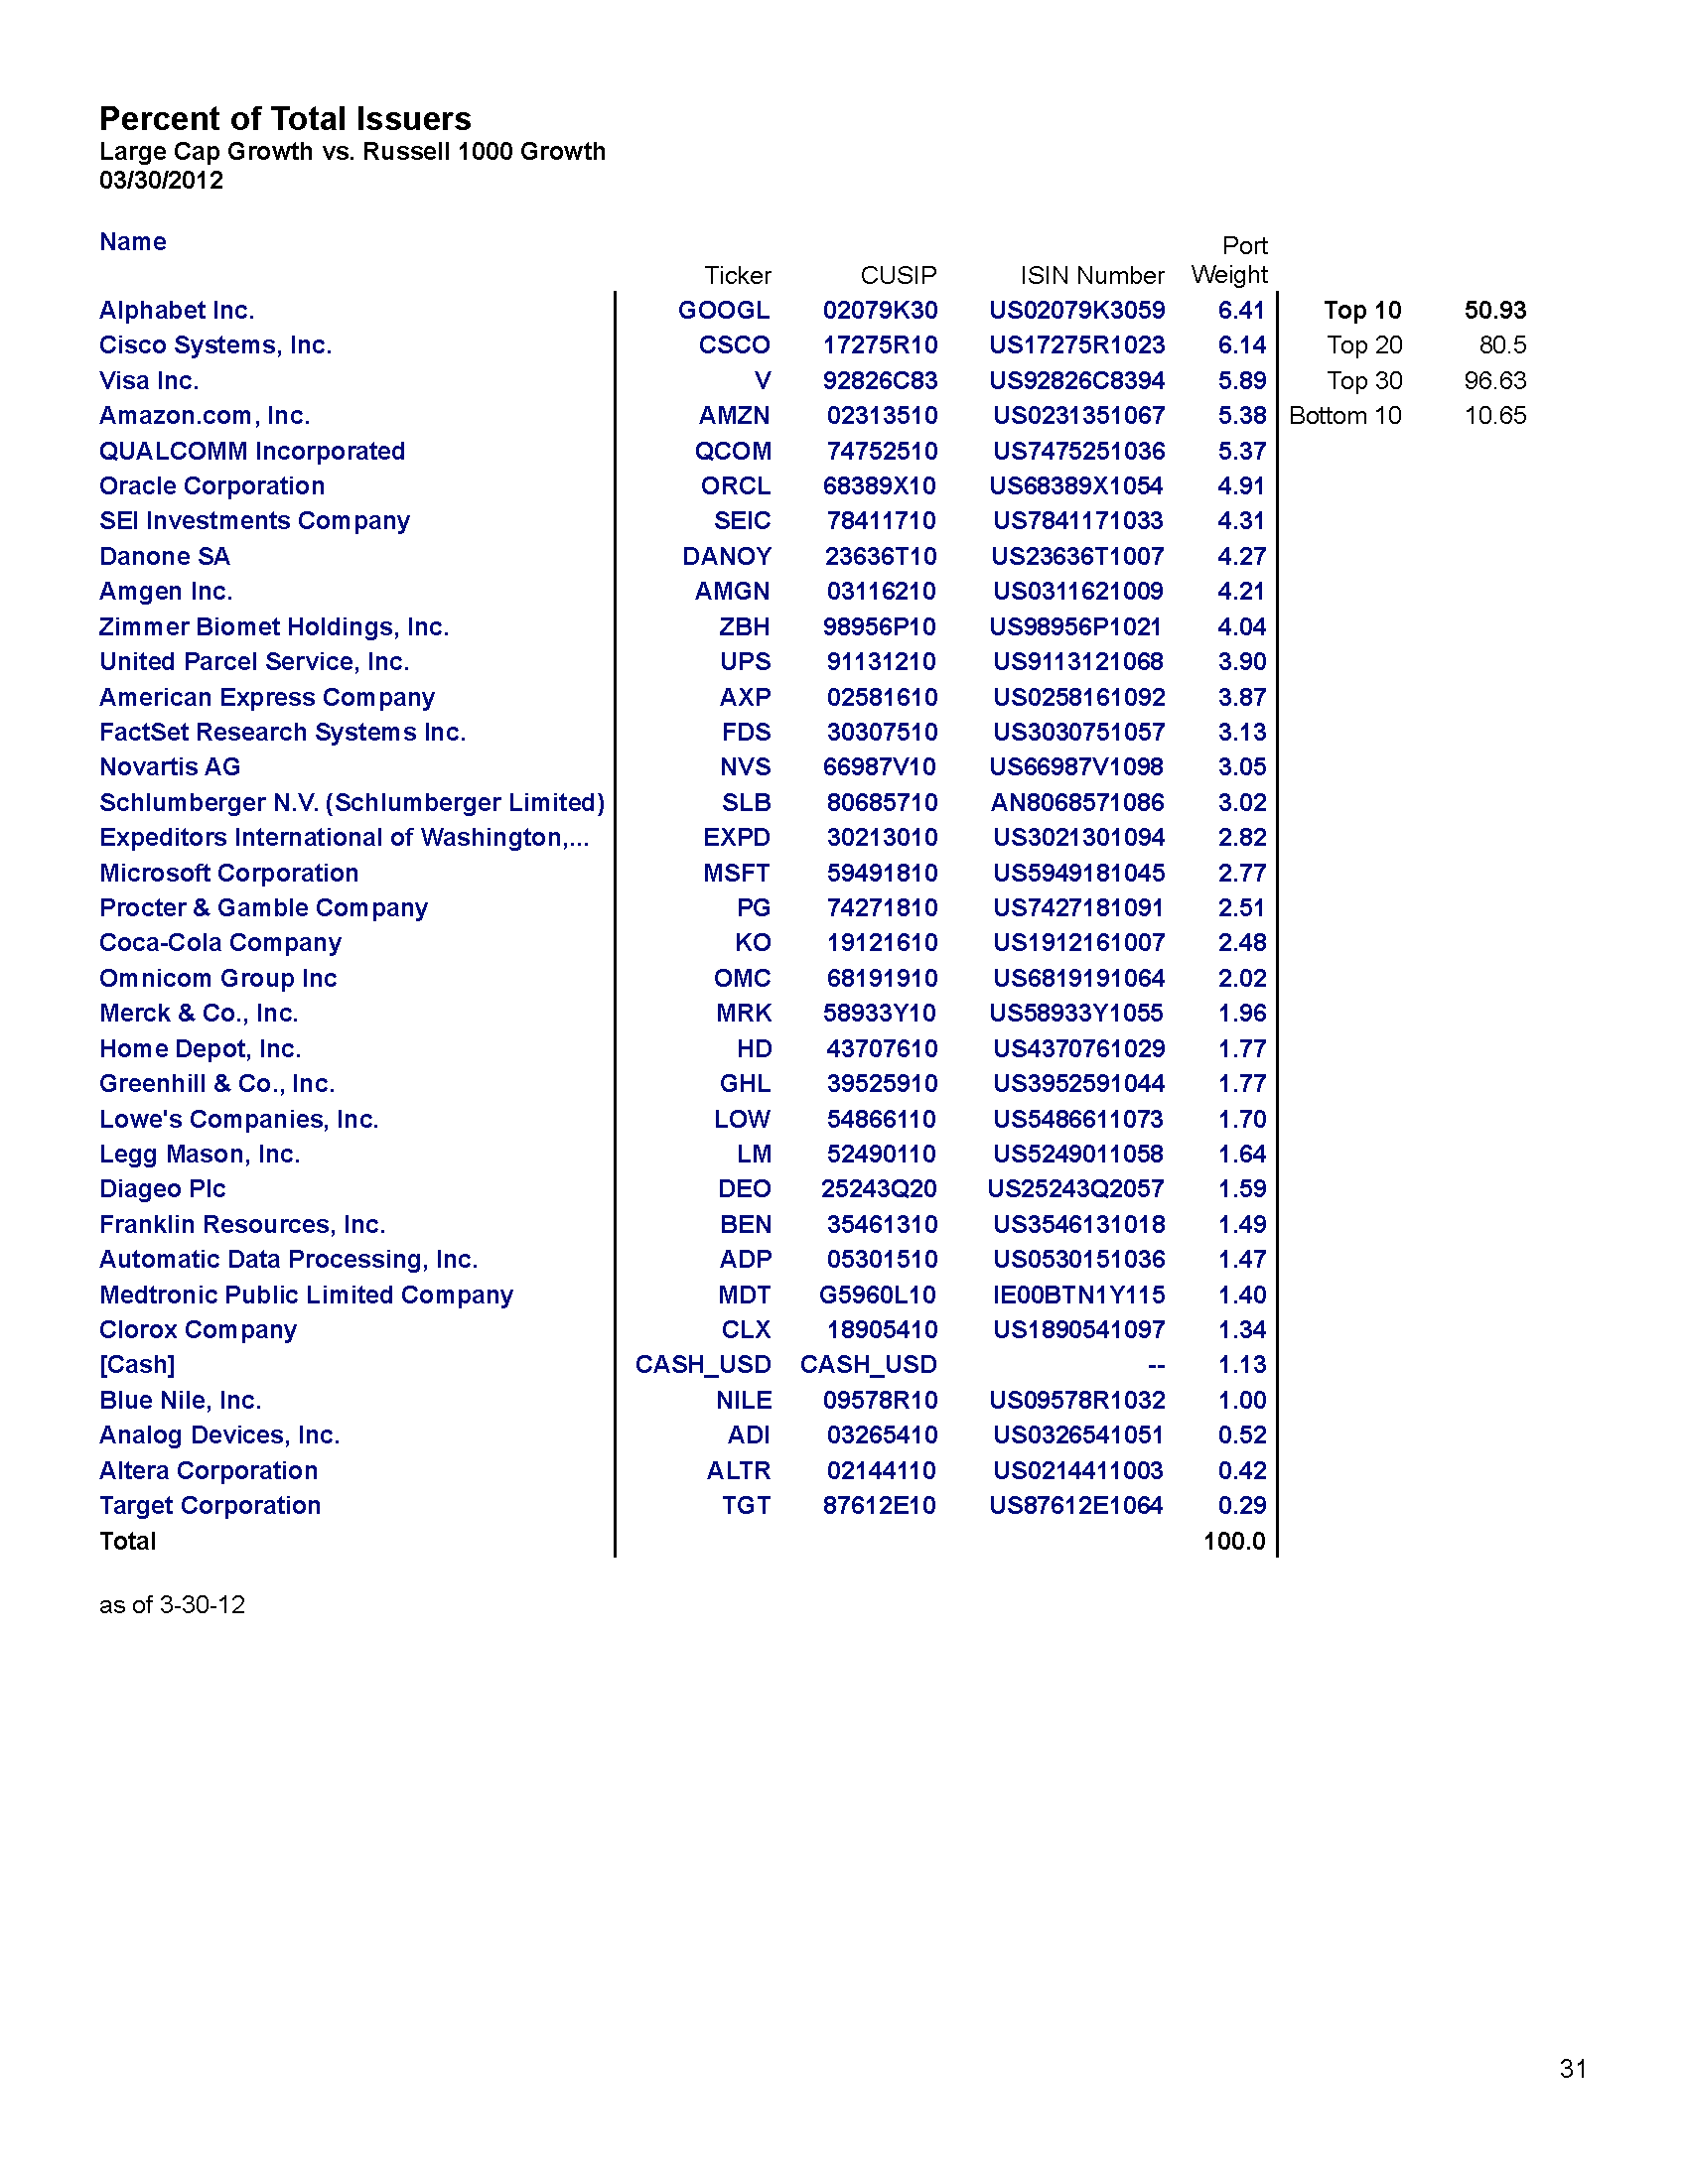 Percent of Total Issuers
Large Cap Growth vs. Russell 1000 Growth
03/30/2012
Name Port
Ticker CUSIP ISIN Number Weight
Alphabet Inc. GOOGL 02079K30 US02079K3059 6.41 Top 10 50.93
Cisco Systems, Inc. CSCO 17275R10 US17275R1023 6.14 Top 20 80.5
Visa Inc. V 92826C83 US92826C8394 5.89 Top 30 96.63
Amazon.com, Inc. AMZN 02313510 US0231351067 5.38 Bottom 10 10.65
QUALCOMM Incorporated QCOM 74752510 US7475251036 5.37
Oracle Corporation ORCL 68389X10 US68389X1054 4.91
SEI Investments Company SEIC 78411710 US7841171033 4.31
Danone SA DANOY 23636T10 US23636T1007 4.27
Amgen Inc. AMGN 03116210 US0311621009 4.21
Zimmer Biomet Holdings, Inc. ZBH 98956P10 US98956P1021 4.04
United Parcel Service, Inc. UPS 91131210 US9113121068 3.90
American Express Company AXP 02581610 US0258161092 3.87
FactSet Research Systems Inc. FDS 30307510 US3030751057 3.13
Novartis AG NVS 66987V10 US66987V1098 3.05
Schlumberger N.V. (Schlumberger Limited) SLB 80685710 AN8068571086 3.02
Expeditors International of Washington,... EXPD 30213010 US3021301094 2.82
Microsoft Corporation MSFT 59491810 US5949181045 2.77
Procter & Gamble Company PG 74271810 US7427181091 2.51
Coca-Cola Company KO 19121610 US1912161007 2.48
Omnicom Group Inc OMC 68191910 US6819191064 2.02
Merck & Co., Inc. MRK 58933Y10 US58933Y1055 1.96
Home Depot, Inc. HD 43707610 US4370761029 1.77
Greenhill & Co., Inc. GHL 39525910 US3952591044 1.77
Lowe's Companies, Inc. LOW 54866110 US5486611073 1.70
Legg Mason, Inc. LM 52490110 US5249011058 1.64
Diageo Plc DEO 25243Q20 US25243Q2057 1.59
Franklin Resources, Inc. BEN 35461310 US3546131018 1.49
Automatic Data Processing, Inc. ADP 05301510 US0530151036 1.47
Medtronic Public Limited Company MDT G5960L10 IE00BTN1Y115 1.40
Clorox Company CLX 18905410 US1890541097 1.34
[Cash] CASH_USD CASH_USD -- 1.13
Blue Nile, Inc. NILE 09578R10 US09578R1032 1.00
Analog Devices, Inc. ADI 03265410 US0326541051 0.52
Altera Corporation ALTR 02144110 US0214411003 0.42
Target Corporation TGT 87612E10 US87612E1064 0.29
Total 100.0
as of 3-30-12
31